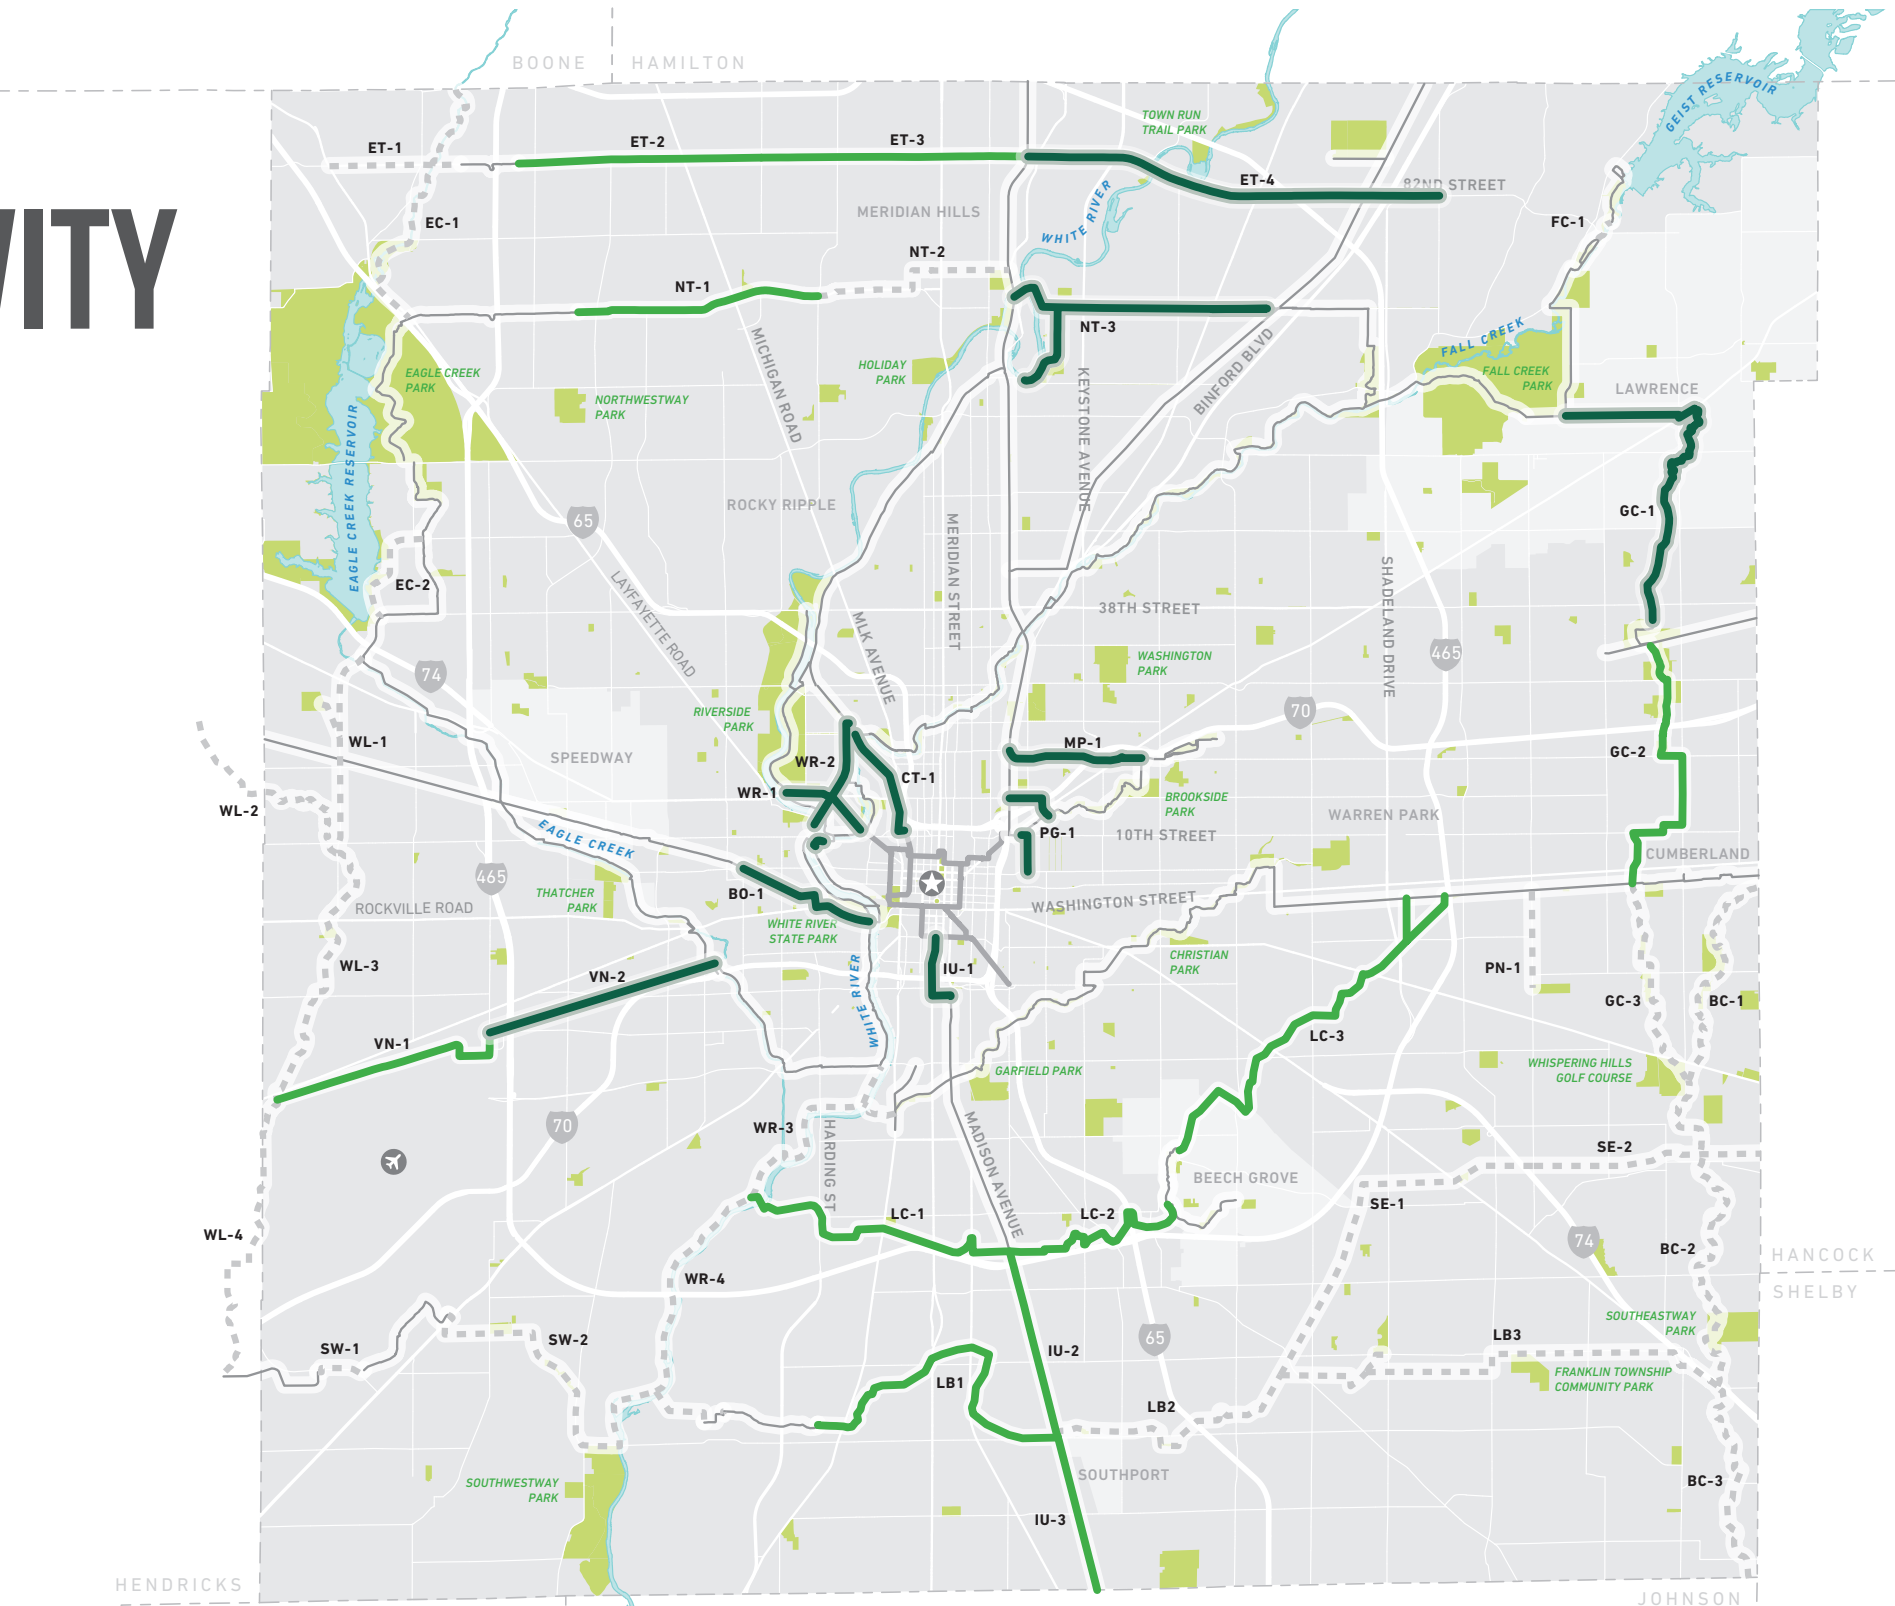 BOONE
HAMILTON
TOWN RUN
TRAIL PARK
GEIST RESERVOIR
ET-1
ET-2
ET-3
ET-4
82ND STREET
VITY
EC-1
MERIDIAN HILLS
WHITE RIVER
FC-1
NT-2
NT-1
NT-3
MICHIGAN ROAD
HOLIDAY
PARK
KEYSTONE AVENUE
BINFORD BLVD
FALL CREEK
FALL CREEK
PARK
LAWRENCE
EAGLE CREEK
PARK
NORTHWESTWAY
PARK
EAGLE CREEK RESERVOIR
ROCKY RIPPLE
MERIDIAN STREET
65
GC-1
EC-2
LAYFAYETTE ROAD
MLK AVENUE
38TH STREET
SHADELAND DRIVE
465
WASHINGTON
PARK
74
RIVERSIDE
PARK
70
WL-1
SPEEDWAY
WR-2
MP-1
CT-1
GC-2
WR-1
BROOKSIDE
PARK
WL-2
PG-1
10TH STREET
WARREN PARK
EAGLE CREEK
CUMBERLAND
465
THATCHER
PARK
BO-1
WASHINGTON STREET
ROCKVILLE ROAD
WHITE RIVER
STATE PARK
CHRISTIAN
PARK
WL-3
VN-2
WHITE RIVER
IU-1
PN-1
GC-3
BC-1
VN-1
LC-3
WHISPERING HILLS
GOLF COURSE
GARFIELD PARK
70
WR-3
HARDING ST
MADISON AVENUE
SE-2
BEECH GROVE
SE-1
LC-1
LC-2
WL-4
74
BC-2
HANCOCK
SHELBY
WR-4
SOUTHEASTWAY
PARK
SW-1
SW-2
65
IU-2
LB3
LB1
FRANKLIN TOWNSHIP
COMMUNITY PARK
LB2
SOUTHPORT
SOUTHWESTWAY
PARK
BC-3
IU-3
HENDRICKS
JOHNSON